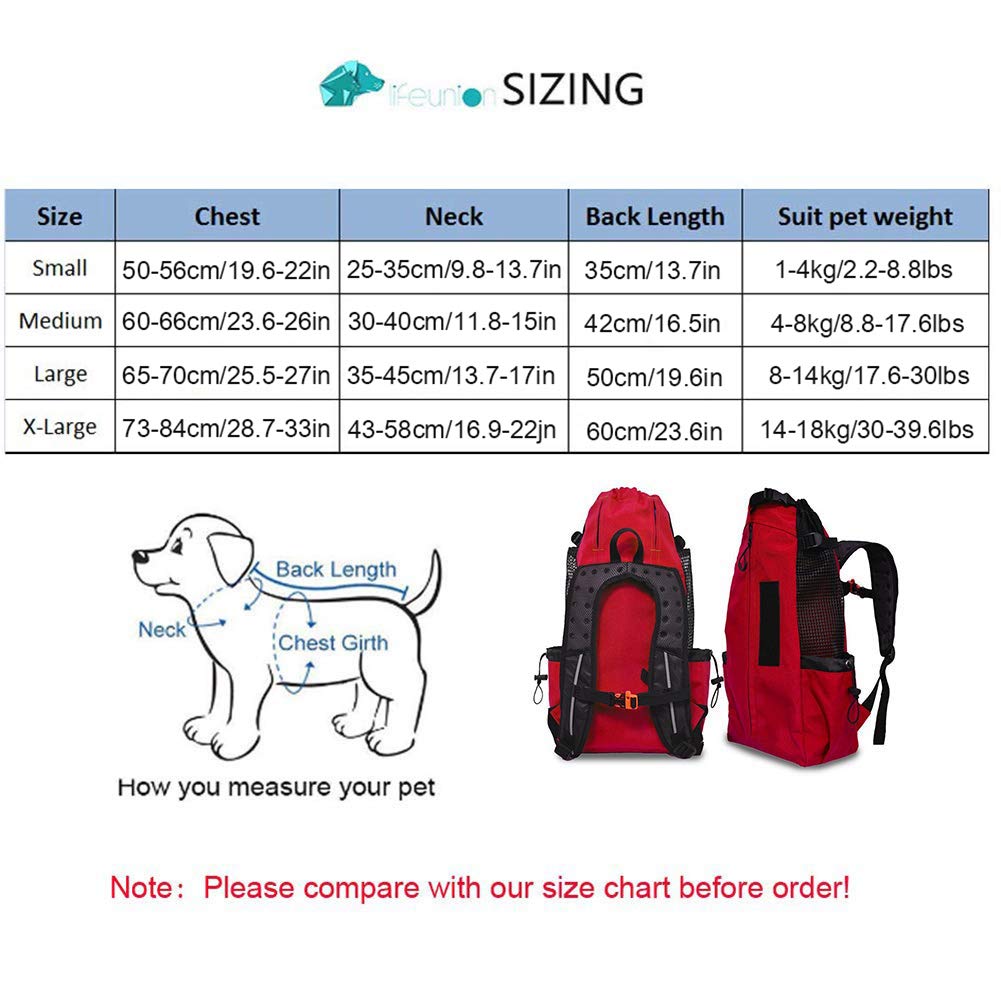 ifeunion SIZING
Size Chest Neck Back Length Suit pet weight
Small 50-56cm/19.6-22in 25-35cm/9.8-13.7in 35cm/13.7in 1-4kg/2.2-8.8lbs
Medium 60-66cm/23.6-26in 30-40cm/11.8-15in 42cm/16.5in 4-8kg/8.8-17.6lbs
Large 65-70cm/25.5-27in 35-45cm/13.7-17in 50cm/19.6in 8-14kg/17.6-30lbs
X-Large 73-84cm/28.7-33in 43-58cm/16.9-22jn 60cm/23.6in 14-18kg/30-39.6lbs
Back Length
Neck
Chest Girth
How you measure your pet
Note：Please compare with our size chart before order!